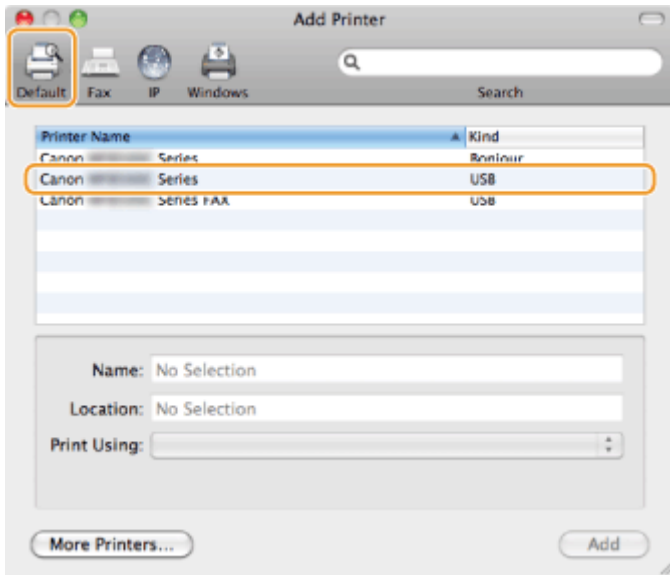 Add Printer
Default Fax IP Windows Search
Printer Name Kind
Canon Series Bonjour
Canon Series USB
Canon Series FAX USB
Name: No Selection
Location: No Selection
Print Using:
More Printers... Add